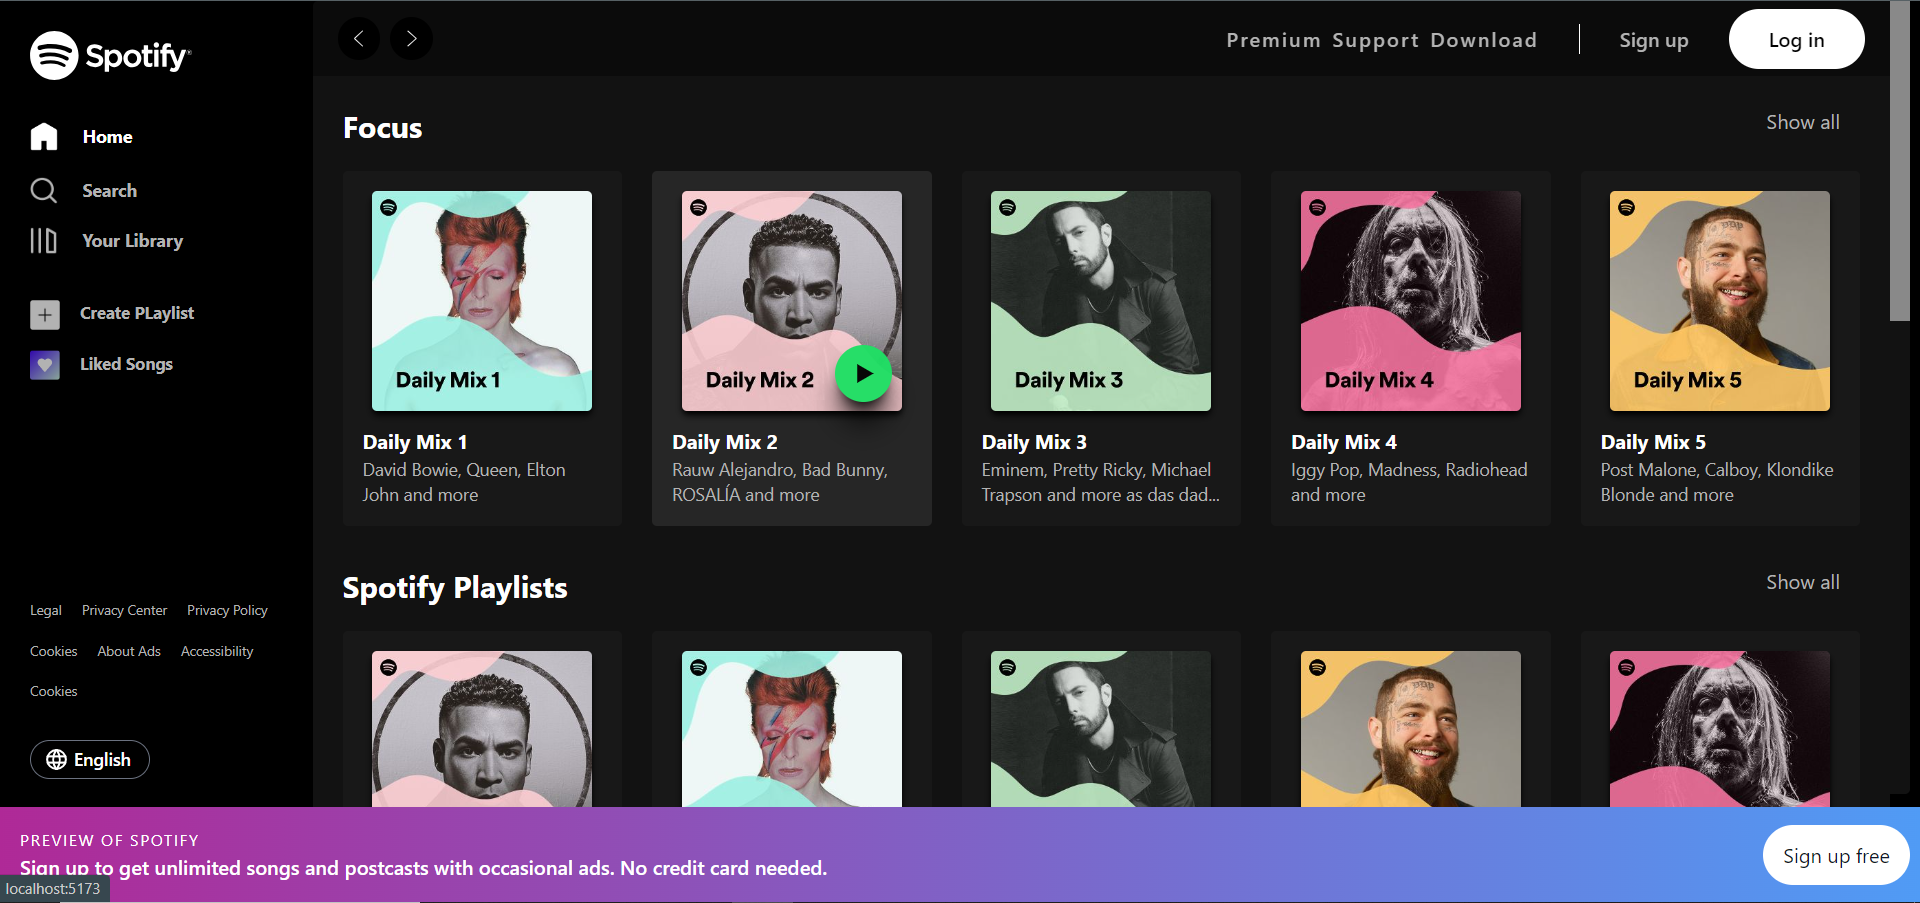 Spotify
Home
Search
Your Library
Create PLaylist
Liked Songs
Legal Privacy Center Privacy Policy
Cookies About Ads Accessibility
Cookies
English
Premium Support Download
Sign up
Log in
Focus
Show all
Daily Mix 1
Daily Mix 2
Daily Mix 3
Daily Mix 4
Daily Mix 5
Daily Mix 1
David Bowie, Queen, Elton
John and more
Daily Mix 2
Rauw Alejandro, Bad Bunny,
ROSALÍA and more
Daily Mix 3
Eminem, Pretty Ricky, Michael
Trapson and more as das dad...
Daily Mix 4
Iggy Pop, Madness, Radiohead
and more
Daily Mix 5
Post Malone, Calboy, Klondike
Blonde and more
Spotify Playlists
Show all
PREVIEW OF SPOTIFY
Sign up to get unlimited songs and postcasts with occasional ads. No credit card needed.
Sign up free
localhost:5173